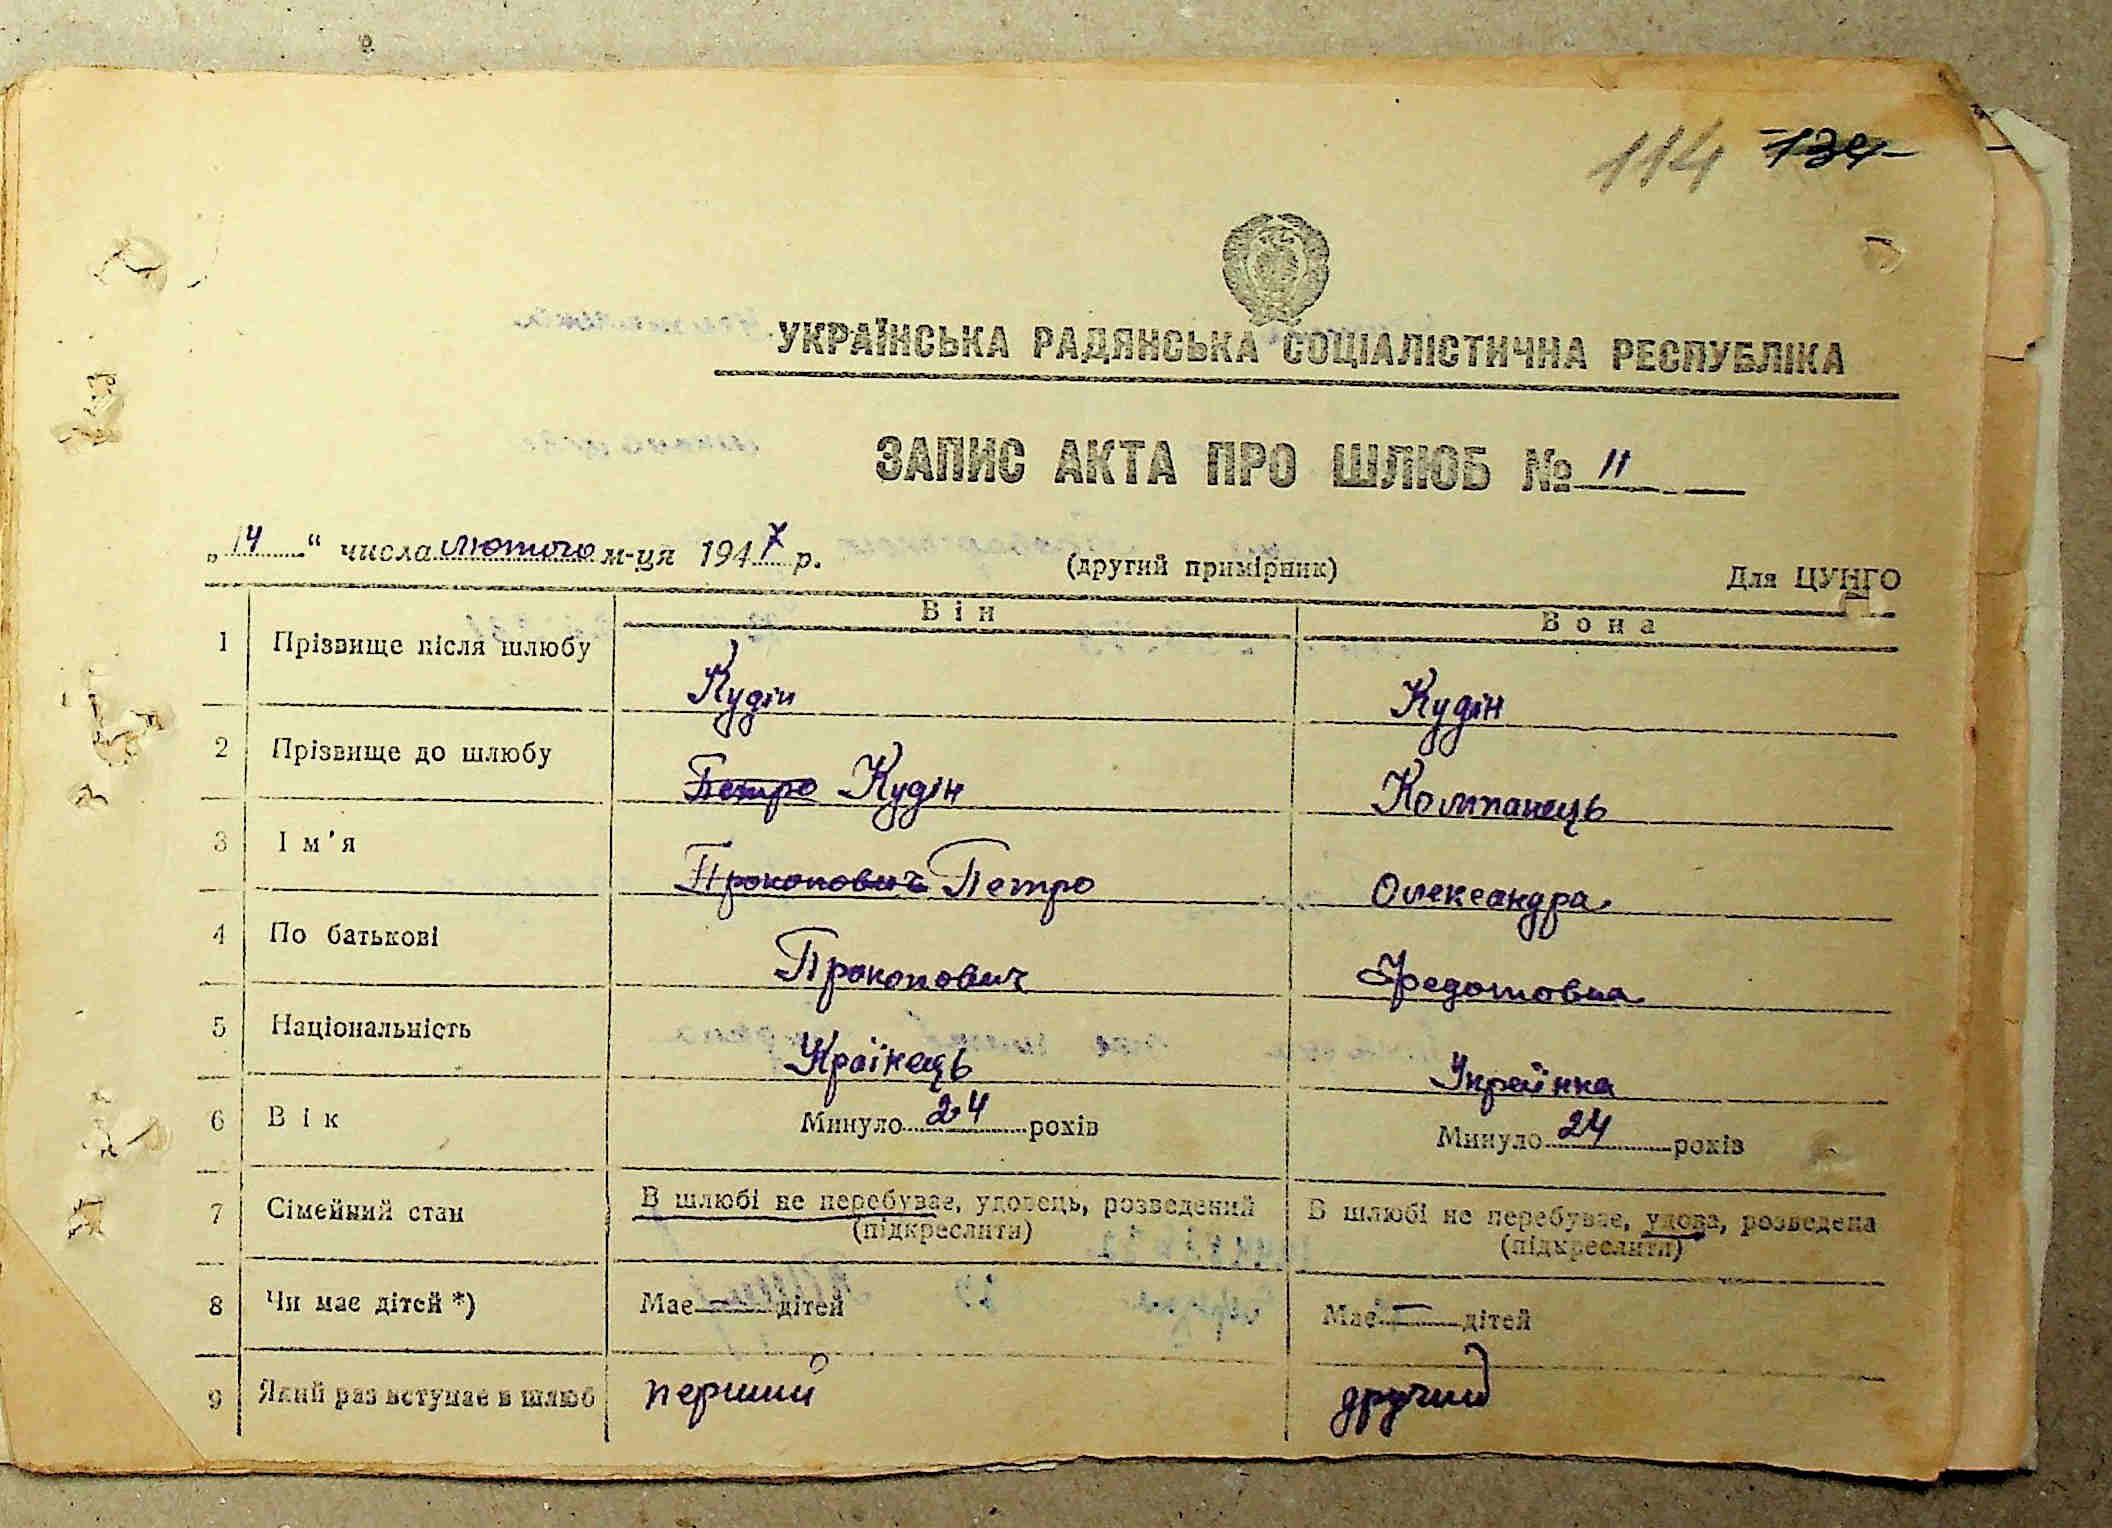 114 134
УКРАЇНСЬКА РАДЯНСЬКА СОЦІАЛІСТИЧНА РЕСПУБЛІКА
ЗАПИС АКТА ПРО ШЛЮБ № 11
„14“ числа лютого м-ця 1947 р. (другий примірник) Для ЦУНГО
Він Вона
1 Прізвище після шлюбу Кудін Кудін
2 Прізвище до шлюбу Петро Кудін Компанець
3 Ім'я Прокопович Петро Олександра
4 По батькові Прокопович Федотовна
5 Національність Украінець Украінка
6 Вік Минуло 24 рохів Минуло 24 рохів
7 Сімейний стан В шлюбі не перебуває, удовець, розведений В шлюбі не перебуває, удова, розведена
(підкреслити) (підкреслити)
8 Чи має дітей *) Має — дітей Має — дітей
9 Який раз вступає в шлюб перший другий